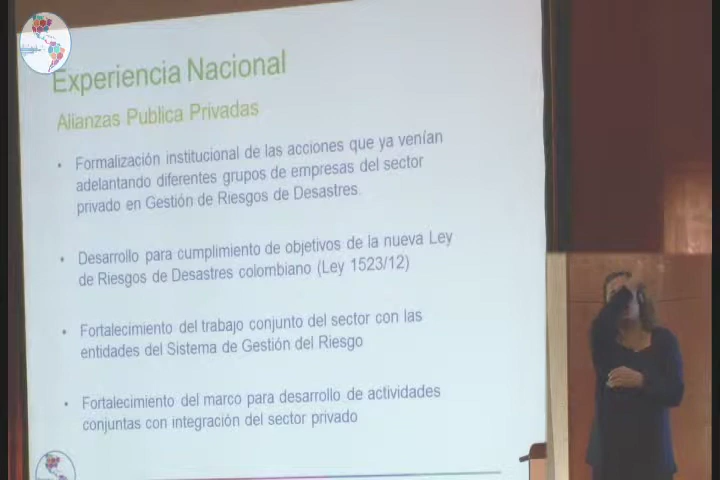 Experiencia Nacional
Alianzas Publica Privadas
• Formalización institucional de las acciones que ya venían
adelantando diferentes grupos de empresas del sector
privado en Gestión de Riesgos de Desastres.
• Desarrollo para cumplimiento de objetivos de la nueva Ley
de Riesgos de Desastres colombiano (Ley 1523/12)
• Fortalecimiento del trabajo conjunto del sector con las
entidades del Sistema de Gestión del Riesgo
• Fortalecimiento del marco para desarrollo de actividades
conjuntas con integración del sector privado